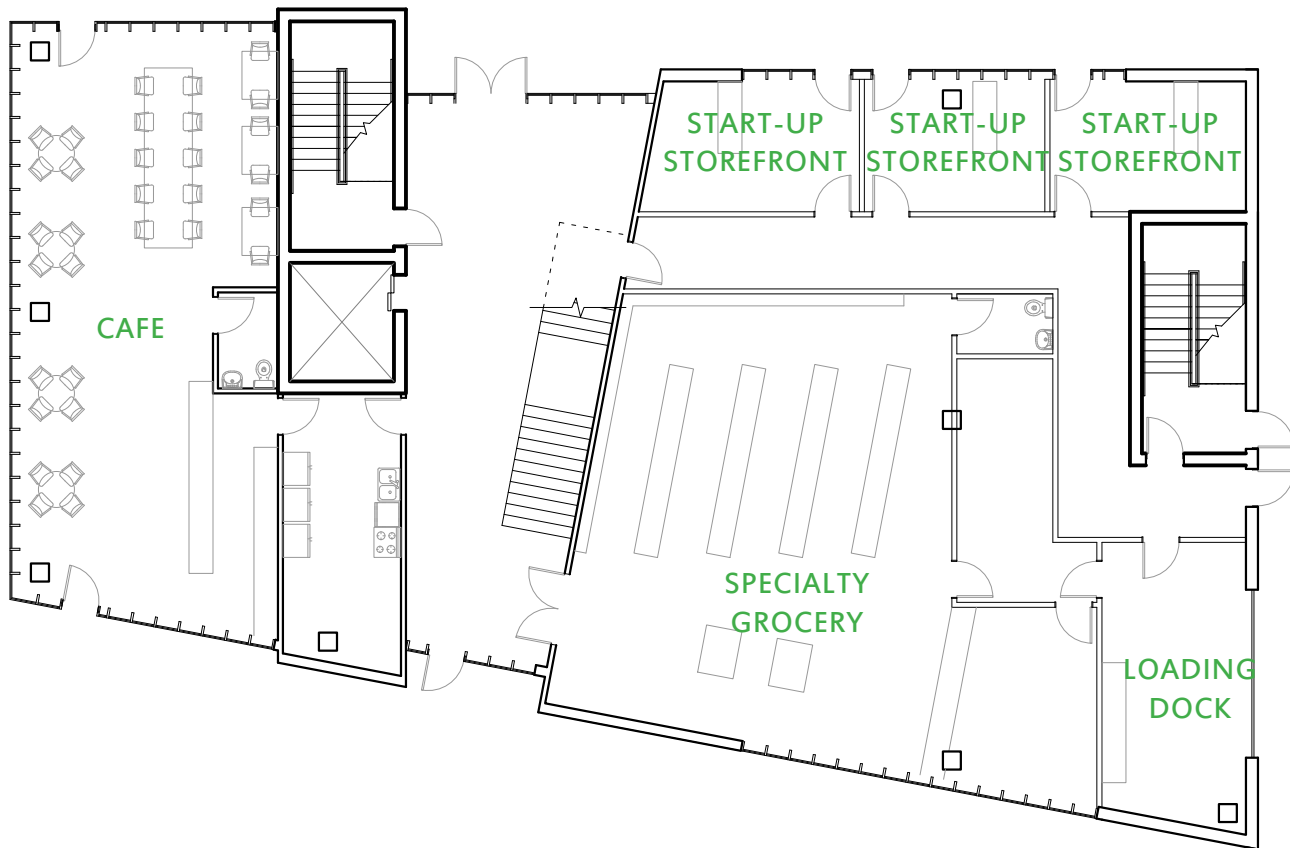 START-UP
STOREFRONT
START-UP
STOREFRONT
START-UP
STOREFRONT
CAFE
SPECIALTY
GROCERY
LOADING
DOCK